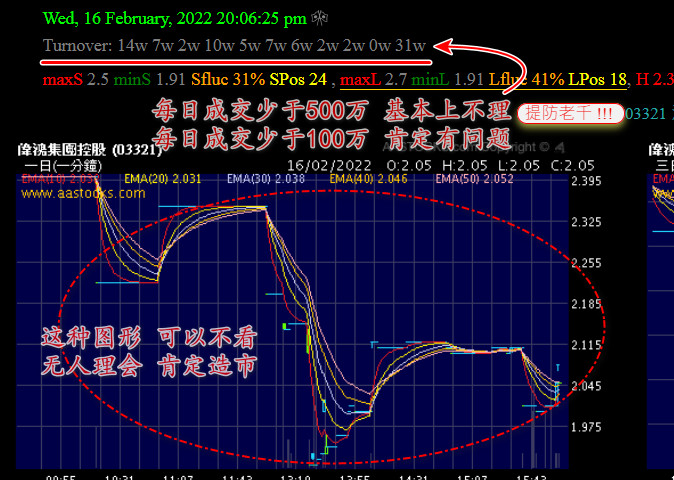 Wed, 16 February, 2022 20:06:25 pm
Turnover: 14w 7w 2w 10w 5w 7w 6w 2w 2w 0w 31w
maxS 2.5 minS 1.91 Sfluc 31% SPos 24 , maxL 2.7 minL 1.91 Lfluc 41% LPos 18, H 2.3
每日成交少于500万 基本上不理 提防老千 !!! 03321
每日成交少于100万 肯定有问题
偉鴻集團控股 (03321)
一日(一分鐘) 16/02/2022 O:2.05 H:2.05 L:2.05 C:2.05
EMA(10) 2.03 EMA(20) 2.031 EMA(30) 2.038 EMA(40) 2.046 EMA(50) 2.052
www.aastocks.com
2.395
2.325
2.255
2.185
2.115
2.045
1.975
这种图形 可以不看
无人理会 肯定造市
09:55 10:31 11:07 11:43 13:19 13:55 14:31 15:07 15:43